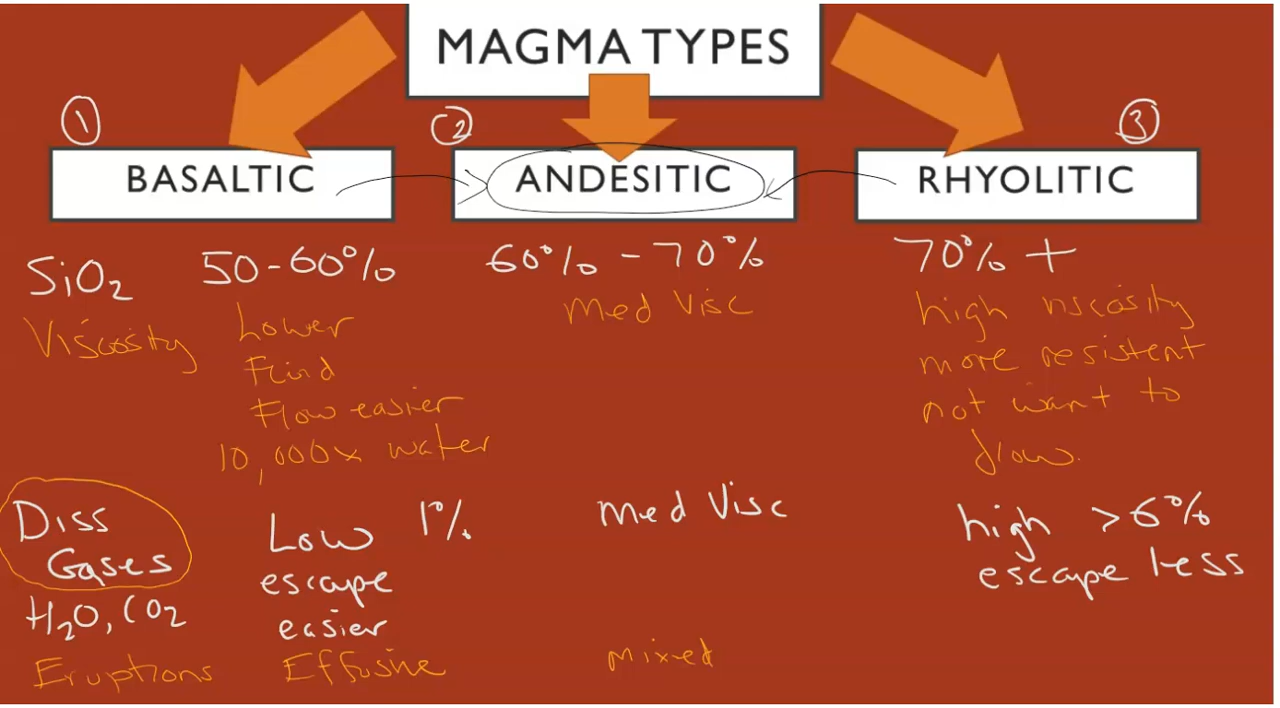 MAGMA TYPES
1 2 3
BASALTIC ANDESITIC RHYOLITIC
SiO2 50-60% 60% - 70% 70% +
Viscosity Lower Med Visc high viscosity
Fluid more resistent
Flow easier not want to
10,000x water flow.
Diss Low 1% med Visc high >6%
Gases escape escape less
H2O, CO2 easier
Eruptions Effusive mixed